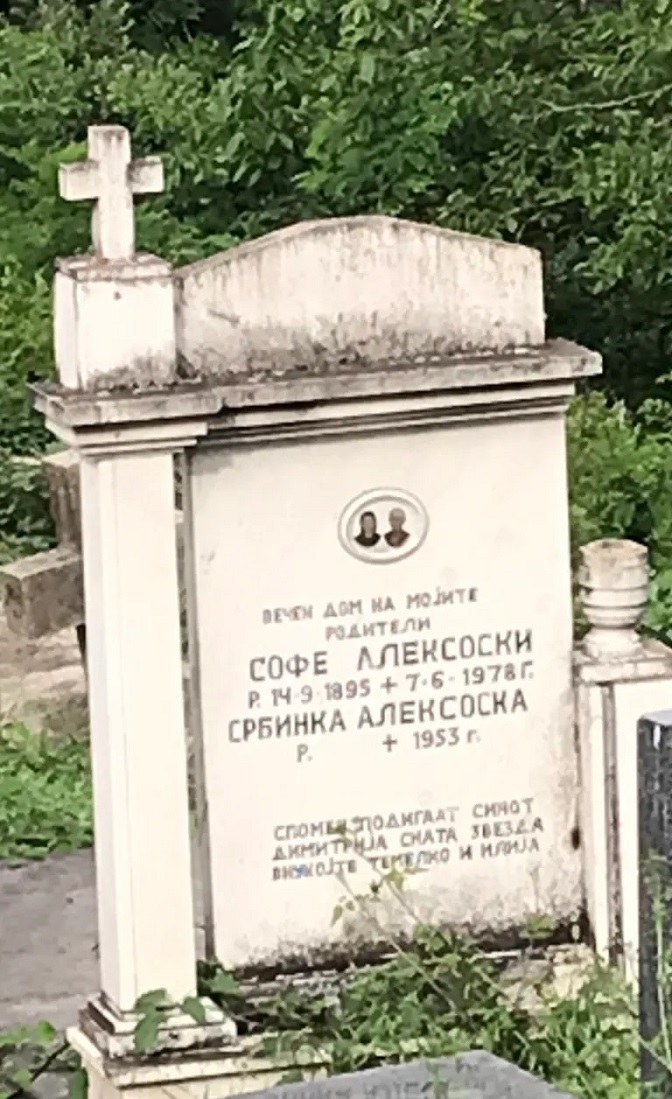 ВЕЧЕН ДОМ НА МОЈИТЕ
РОДИТЕЛИ
СОФЕ АЛЕКСОСКИ
Р. 14·9·1895 + 7·6·1978 Г.
СРБИНКА АЛЕКСОСКА
Р. + 1953 Г.
СПОМЕН ПОДИГААТ СИНОТ
ДИМИТРИЈА СНАТА ЗВЕЗДА
ВНУКОЈТЕ ТЕМЕЛКО И ИЛИЈА